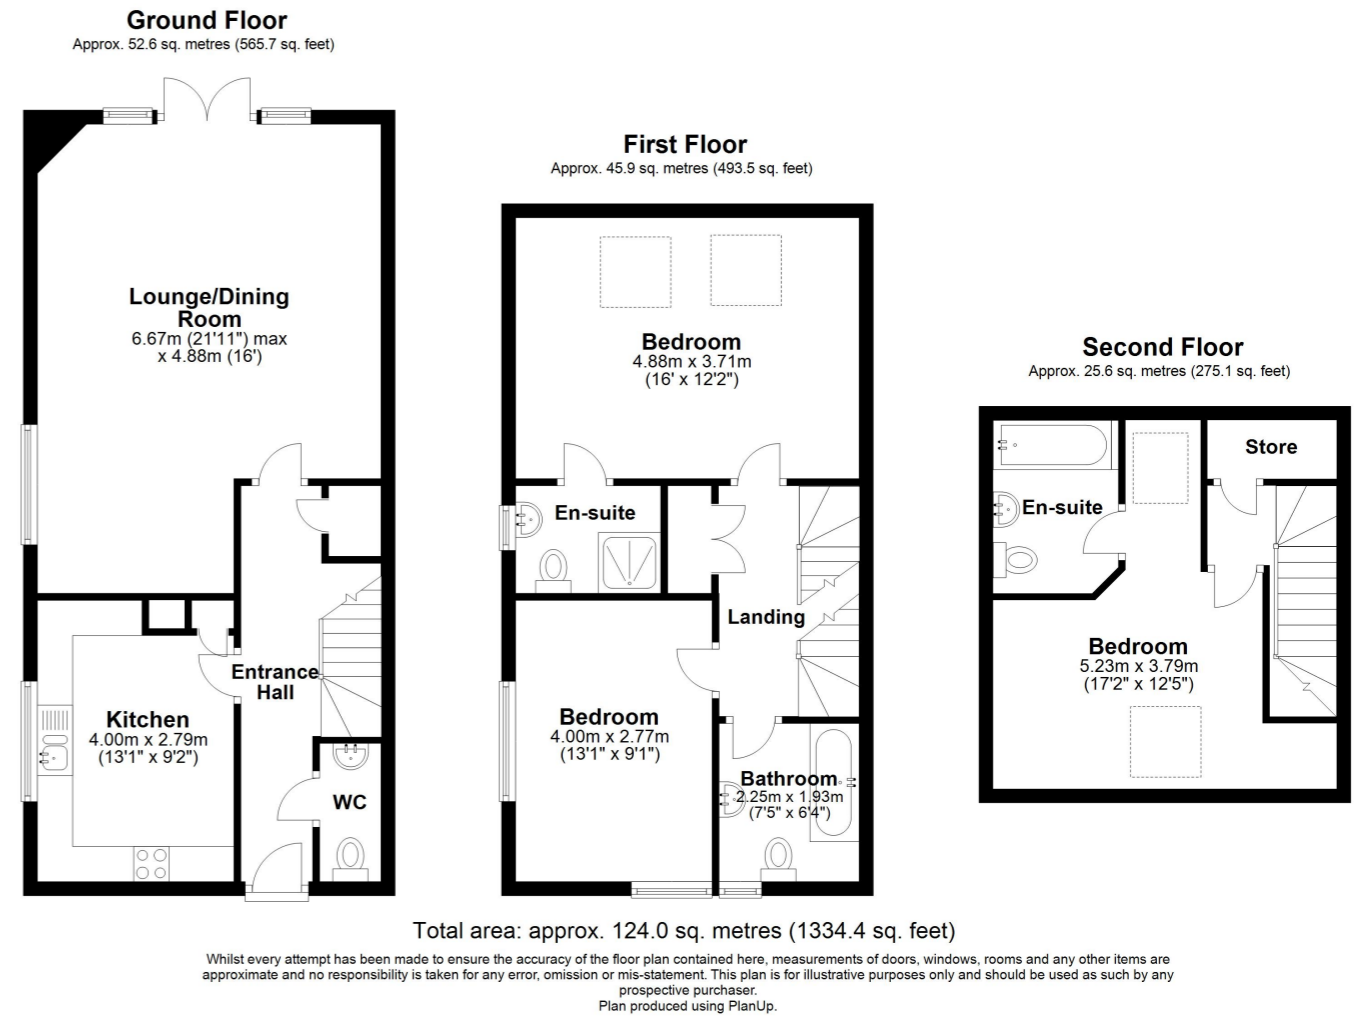 Ground Floor
Approx. 52.6 sq. metres (565.7 sq. feet)
Lounge/Dining
Room
6.67m (21'11") max
x 4.88m (16')
Kitchen
4.00m x 2.79m
(13'1" x 9'2")
Entrance
Hall
WC
First Floor
Approx. 45.9 sq. metres (493.5 sq. feet)
Bedroom
4.88m x 3.71m
(16' x 12'2")
En-suite
Landing
Bedroom
4.00m x 2.77m
(13'1" x 9'1")
Bathroom
2.25m x 1.93m
(7'5" x 6'4")
Second Floor
Approx. 25.6 sq. metres (275.1 sq. feet)
Store
En-suite
Bedroom
5.23m x 3.79m
(17'2" x 12'5")
Total area: approx. 124.0 sq. metres (1334.4 sq. feet)
Whilst every attempt has been made to ensure the accuracy of the floor plan contained here, measurements of doors, windows, rooms and any other items are
approximate and no responsibility is taken for any error, omission or mis-statement. This plan is for illustrative purposes only and should be used as such by any
prospective purchaser.
Plan produced using PlanUp.